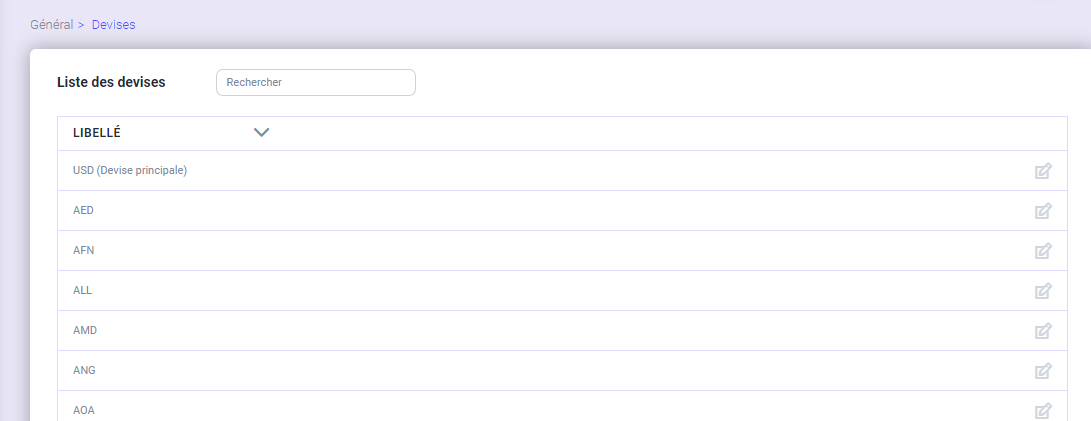 Général > Devises
Liste des devises
Rechercher
LIBELLÉ
USD (Devise principale)
AED
AFN
ALL
AMD
ANG
AOA